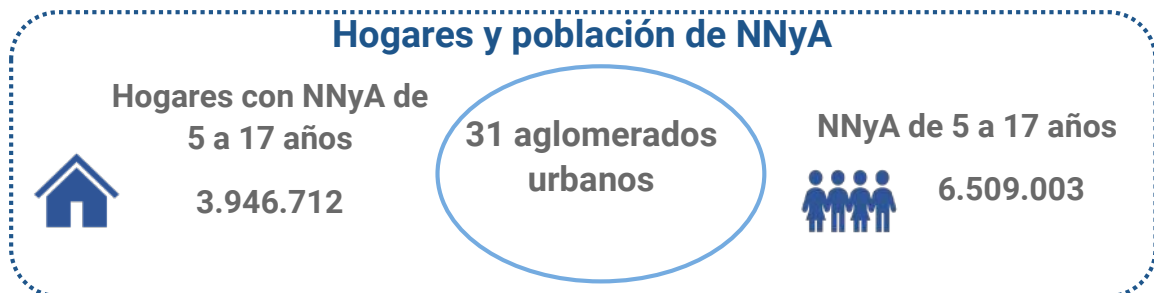 Hogares y población de NNyA
Hogares con NNyA de
5 a 17 años
3.946.712
31 aglomerados
urbanos
NNyA de 5 a 17 años
6.509.003